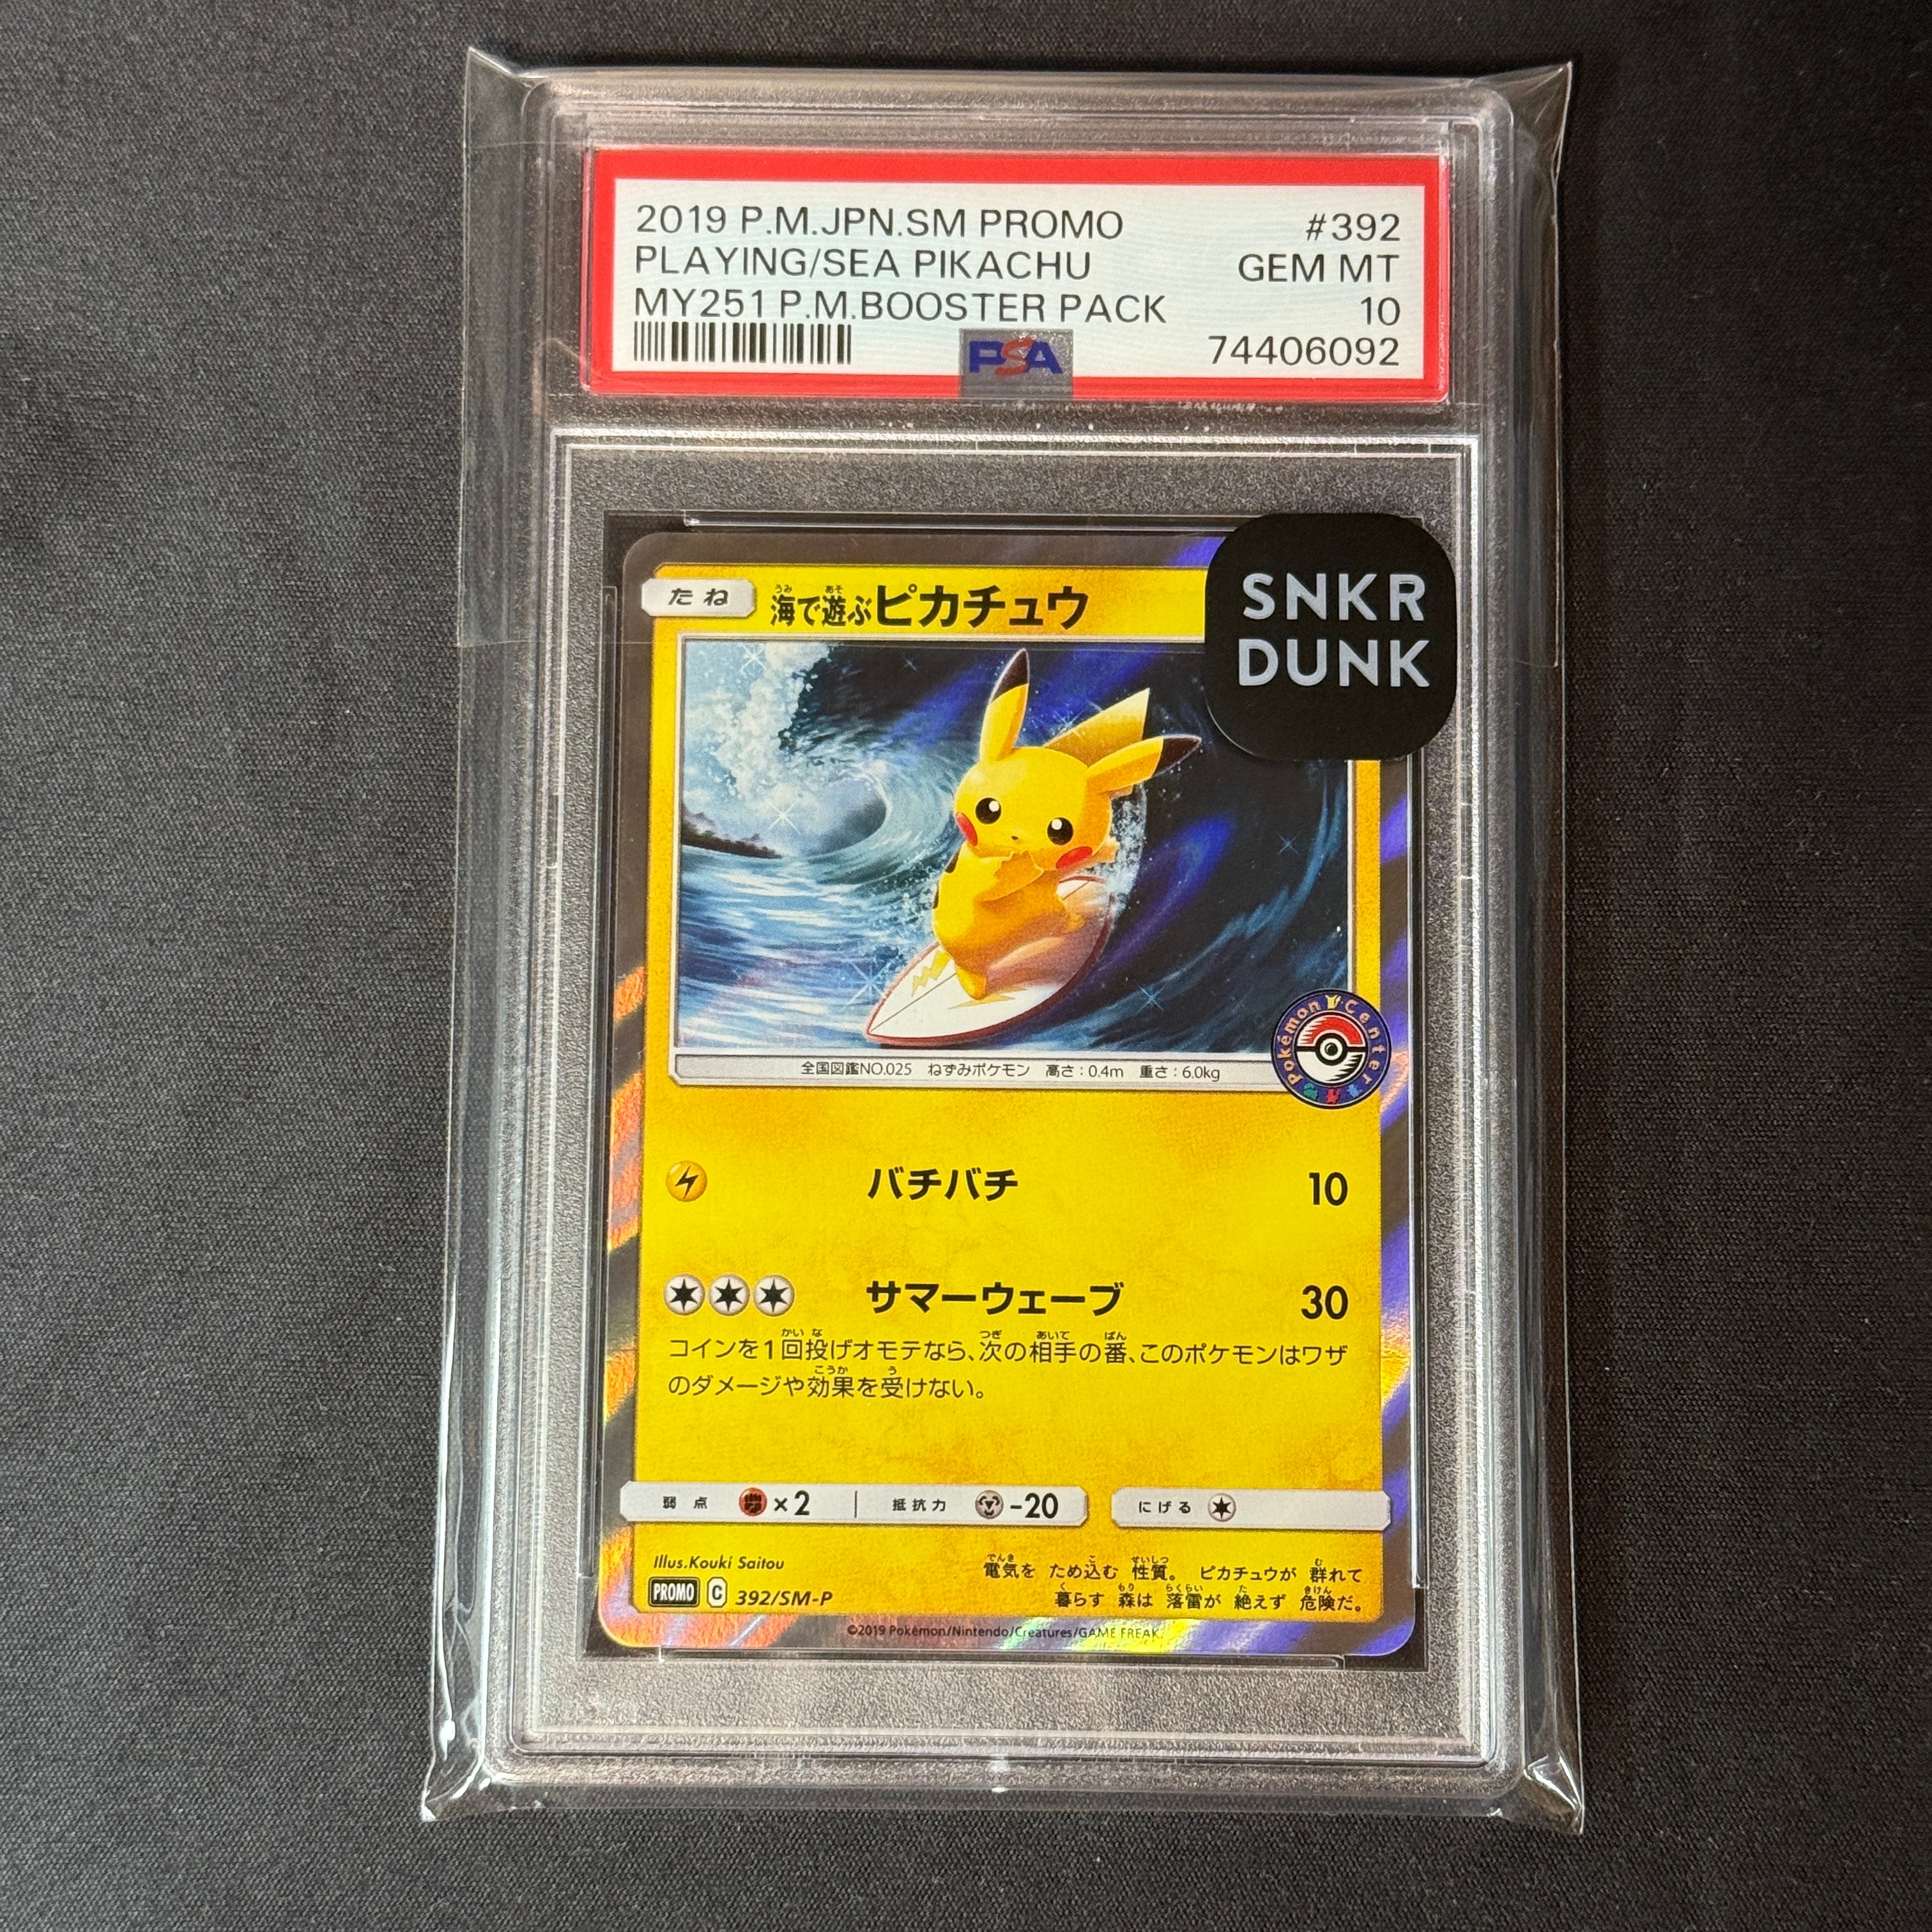 2019 P.M.JPN.SM PROMO #392
PLAYING/SEA PIKACHU GEM MT
MY251 P.M.BOOSTER PACK 10
PSA 74406092
SNKR
DUNK
たね 海で遊ぶピカチュウ
全国図鑑NO.025 ねずみポケモン 高さ:0.4m 重さ:6.0kg
Pokémon Center
バチバチ 10
サマーウェーブ 30
コインを1回投げオモテなら、次の相手の番、このポケモンはワザ
のダメージや効果を受けない。
弱点 ×2 抵抗力 -20 にげる
Illus.Kouki Saitou
PROMO C 392/SM-P
電気を ため込む 性質。 ピカチュウが 群れて
暮らす 森は 落雷が 絶えず 危険だ。
©2019 Pokémon/Nintendo/Creatures/GAME FREAK.